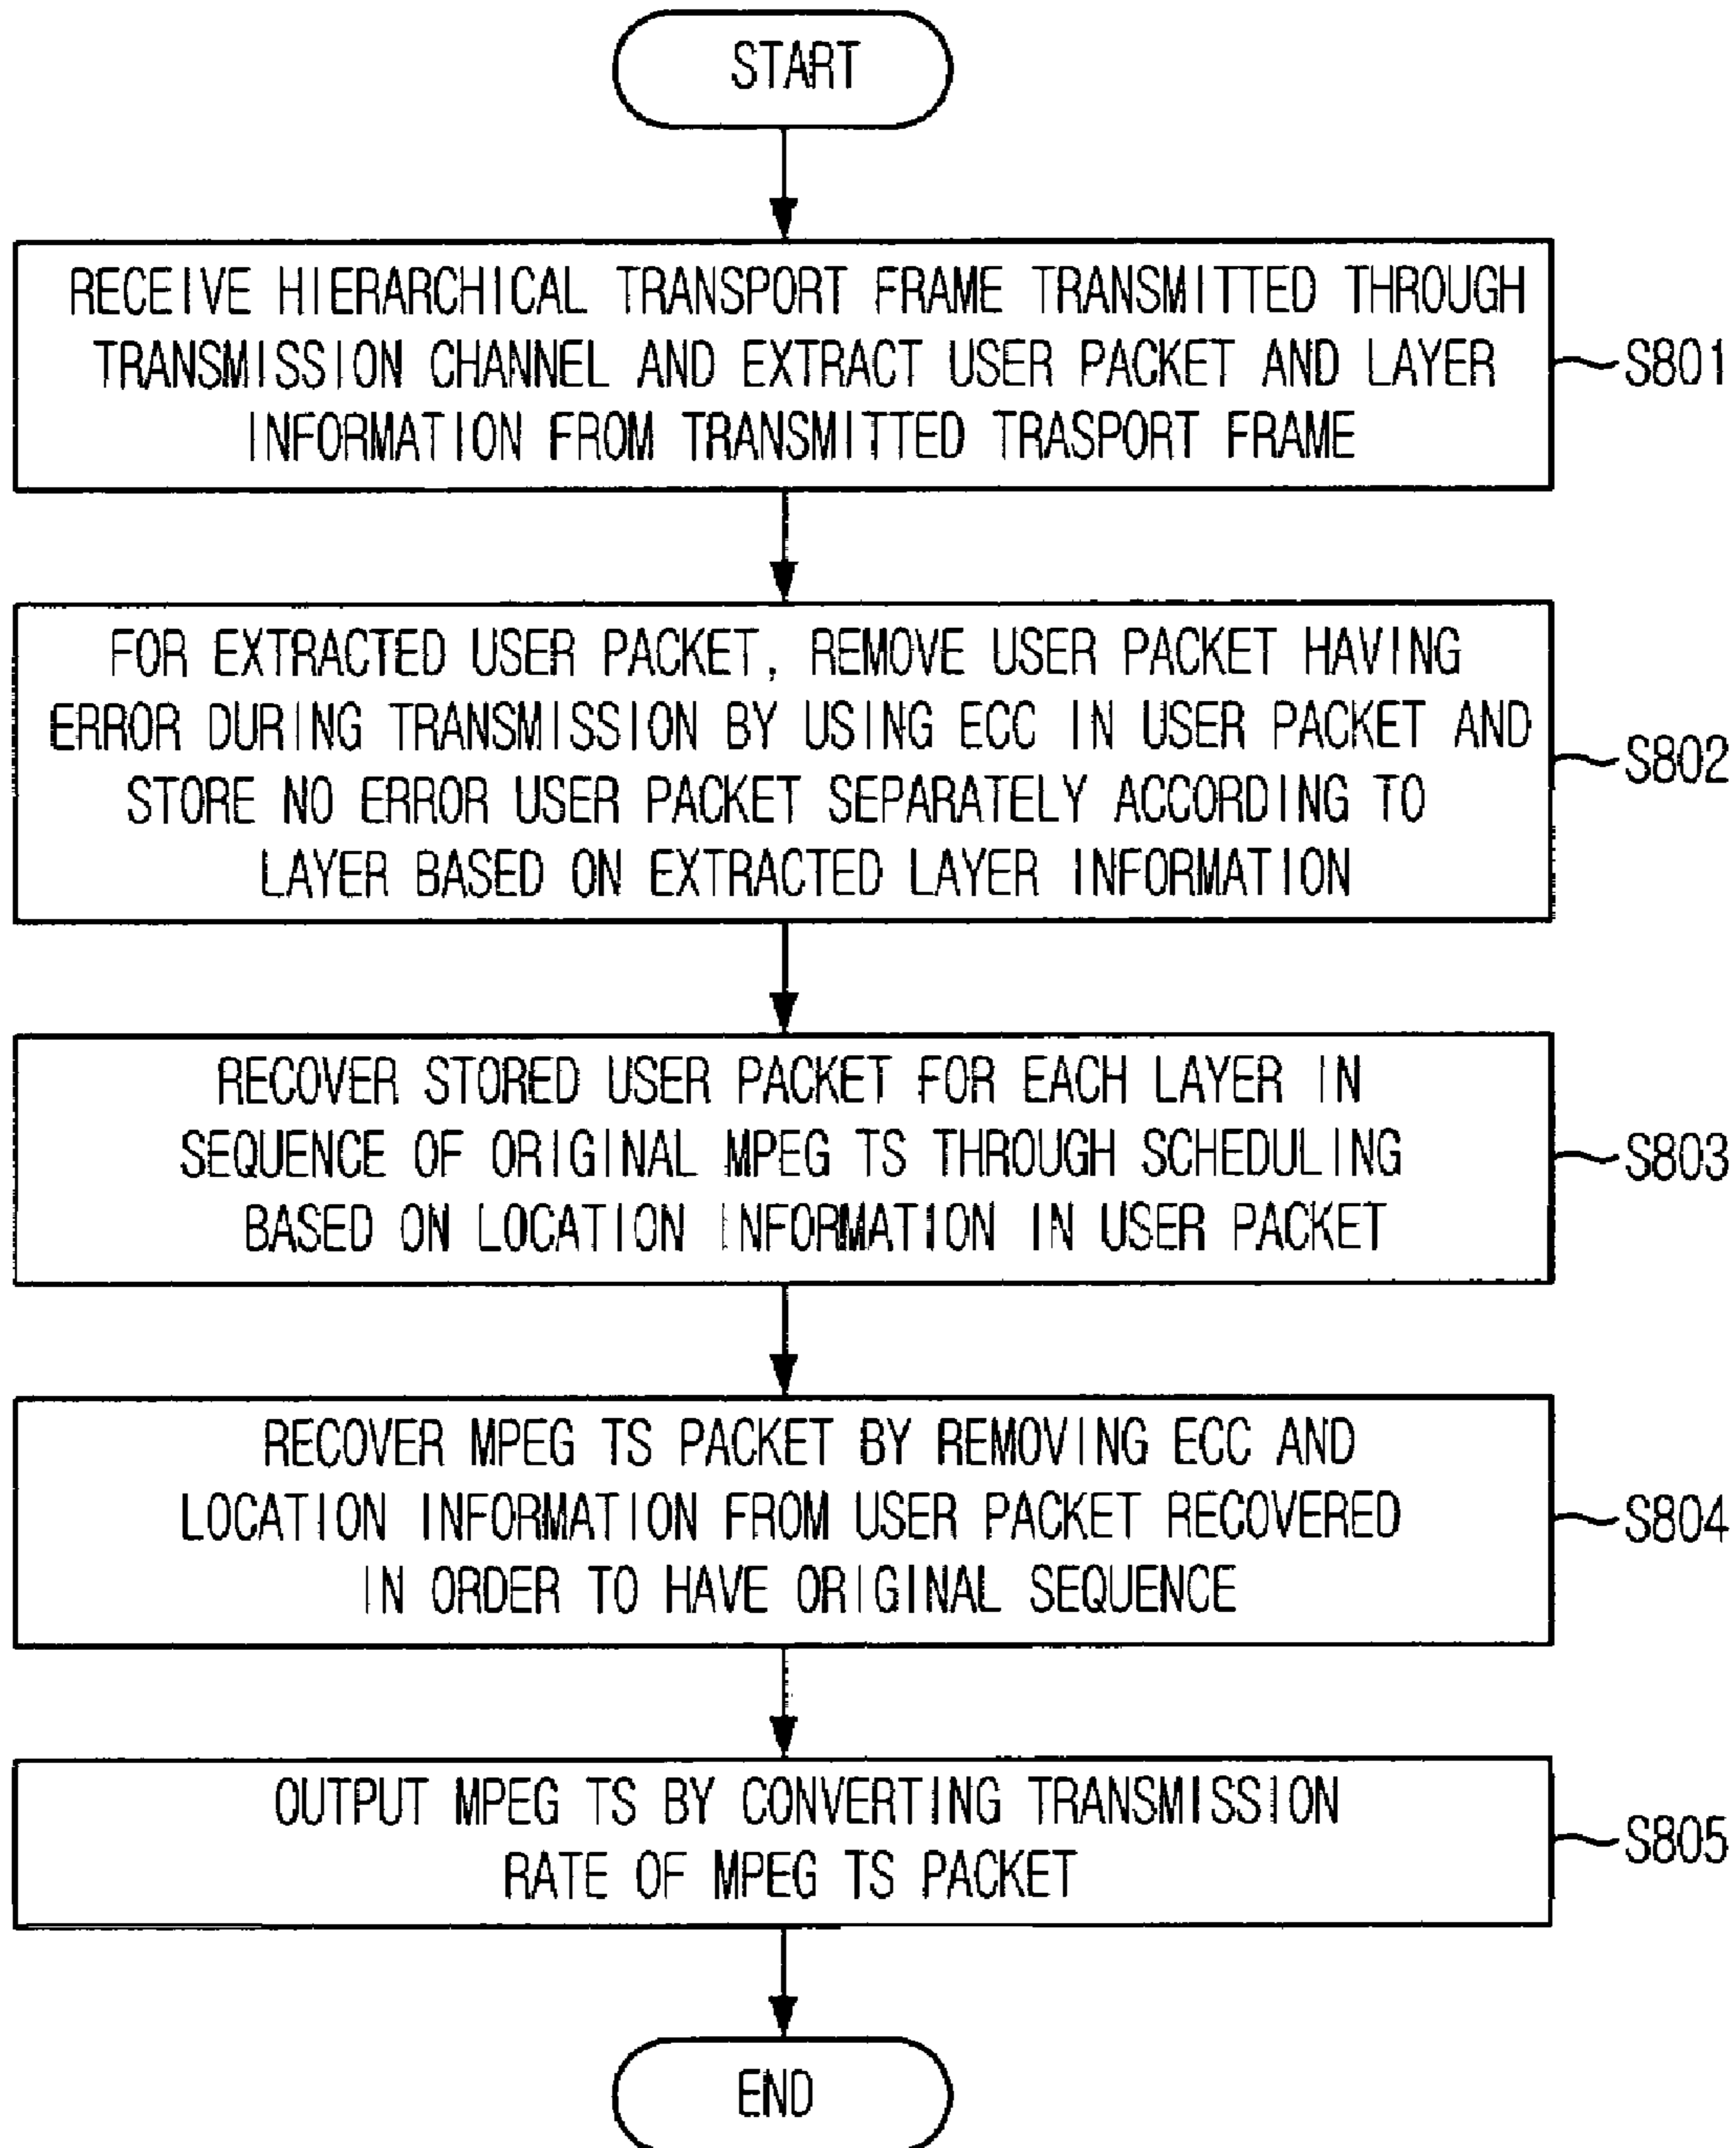 START
RECEIVE HIERARCHICAL TRANSPORT FRAME TRANSMITTED THROUGH
TRANSMISSION CHANNEL AND EXTRACT USER PACKET AND LAYER
INFORMATION FROM TRANSMITTED TRASPORT FRAME
S801
FOR EXTRACTED USER PACKET, REMOVE USER PACKET HAVING
ERROR DURING TRANSMISSION BY USING ECC IN USER PACKET AND
STORE NO ERROR USER PACKET SEPARATELY ACCORDING TO
LAYER BASED ON EXTRACTED LAYER INFORMATION
S802
RECOVER STORED USER PACKET FOR EACH LAYER IN
SEQUENCE OF ORIGINAL MPEG TS THROUGH SCHEDULING
BASED ON LOCATION INFORMATION IN USER PACKET
S803
RECOVER MPEG TS PACKET BY REMOVING ECC AND
LOCATION INFORMATION FROM USER PACKET RECOVERED
IN ORDER TO HAVE ORIGINAL SEQUENCE
S804
OUTPUT MPEG TS BY CONVERTING TRANSMISSION
RATE OF MPEG TS PACKET
S805
END